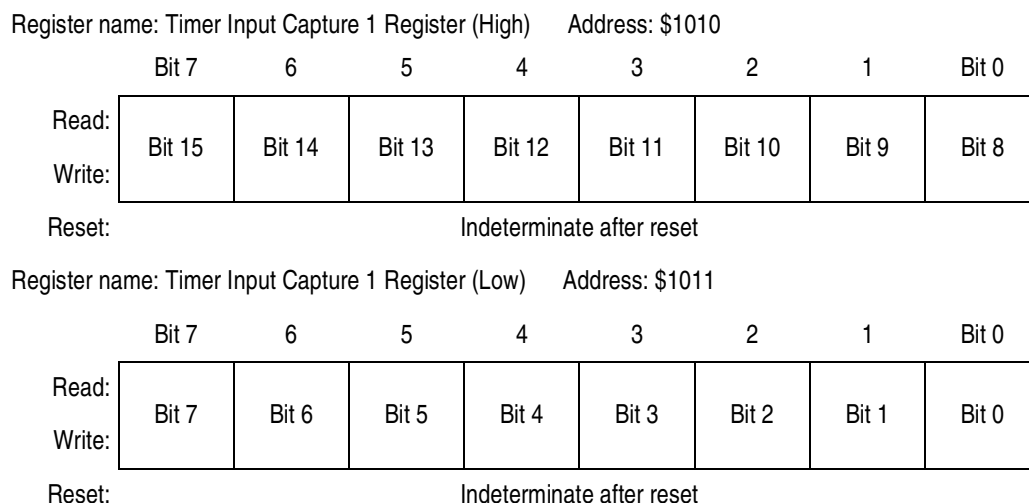 Register name: Timer Input Capture 1 Register (High) Address: $1010
Bit 7 6 5 4 3 2 1 Bit 0
Read:
Bit 15 Bit 14 Bit 13 Bit 12 Bit 11 Bit 10 Bit 9 Bit 8
Write:
Reset: Indeterminate after reset
Register name: Timer Input Capture 1 Register (Low) Address: $1011
Bit 7 6 5 4 3 2 1 Bit 0
Read:
Bit 7 Bit 6 Bit 5 Bit 4 Bit 3 Bit 2 Bit 1 Bit 0
Write:
Reset: Indeterminate after reset